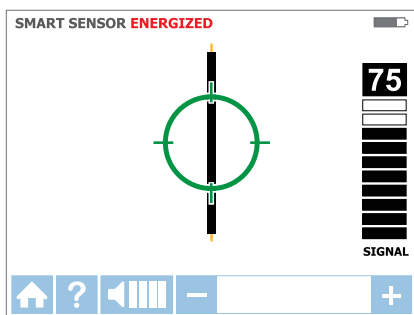 SMART SENSOR ENERGIZED
75
SIGNAL
?
−
+